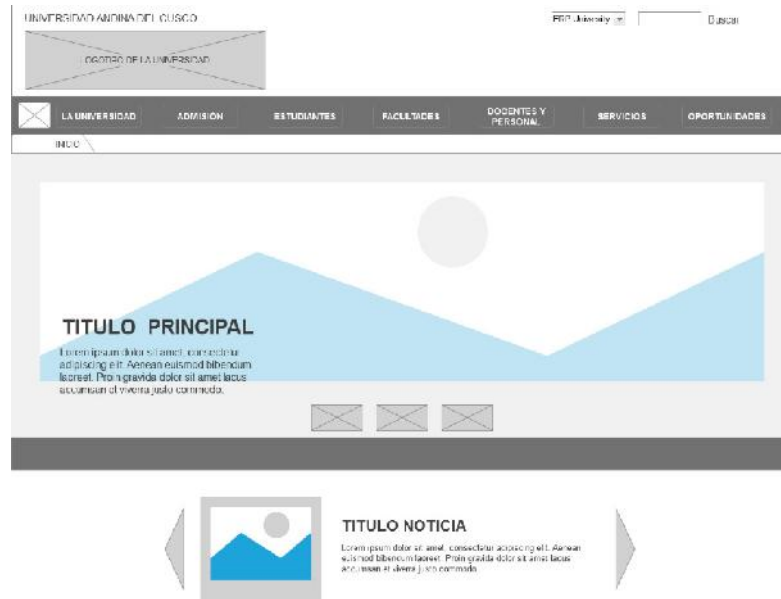 UNIVERSIDAD ANDINA DEL CUSCO
ERP University
Buscar
LOGOTIPO DE LA UNIVERSIDAD
LA UNIVERSIDAD
ADMISIÓN
ESTUDIANTES
FACULTADES
DOCENTES Y
PERSONAL
SERVICIOS
OPORTUNIDADES
INICIO
TITULO PRINCIPAL
Lorem ipsum dolor sit amet, consectetur
adipiscing elit. Aenean euismod bibendum
laoreet. Proin gravida dolor sit amet lacus
accumsan et viverra justo commodo.
TITULO NOTICIA
Lorem ipsum dolor sit amet, consectetur adipiscing elit. Aenean
euismod bibendum laoreet. Proin gravida dolor sit amet lacus
accumsan et viverra justo commodo.